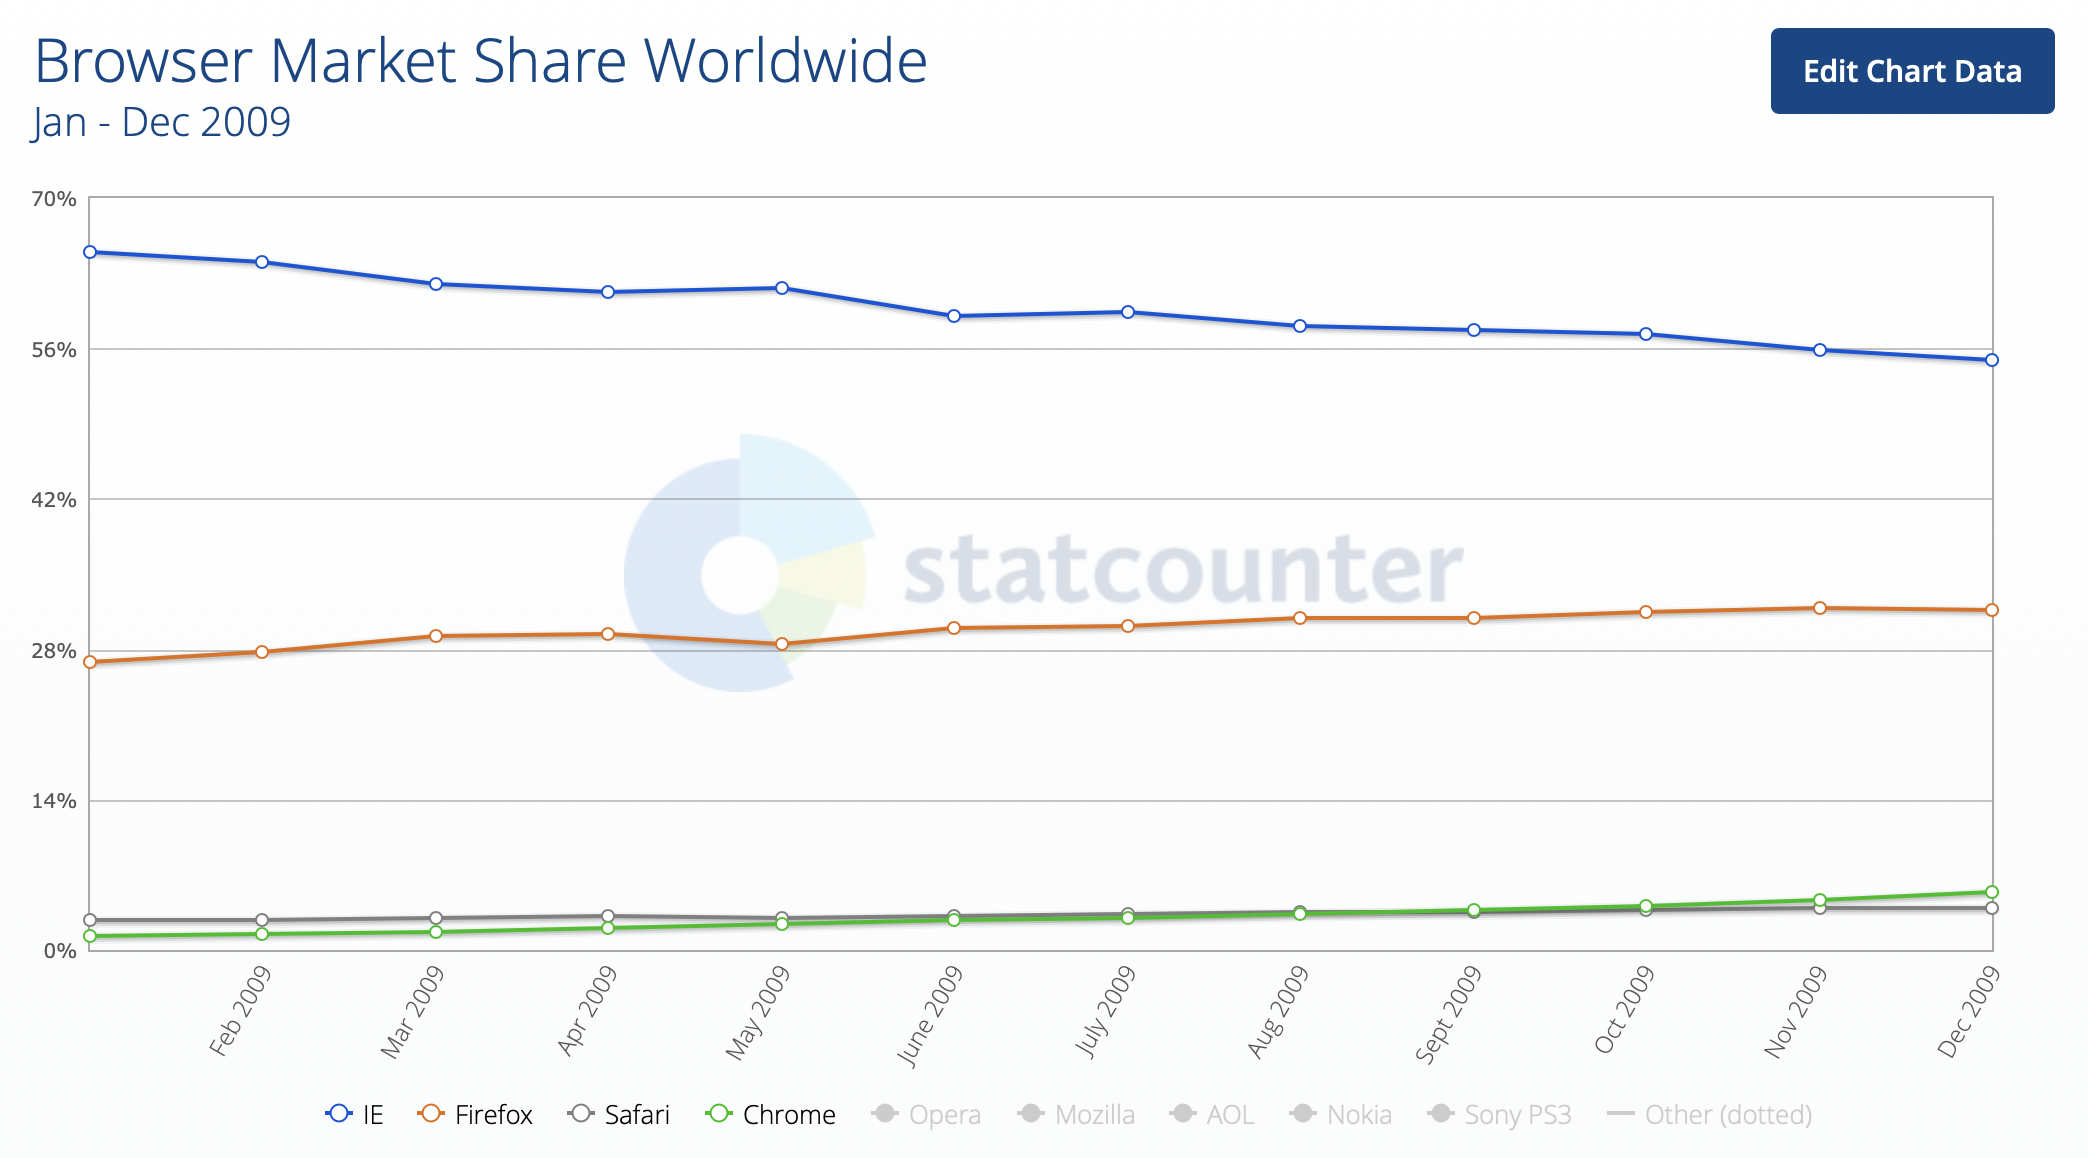 Browser Market Share Worldwide
Edit Chart Data
Jan - Dec 2009
70%
56%
42%
28%
14%
0%
statcounter
Feb 2009
Mar 2009
Apr 2009
May 2009
June 2009
July 2009
Aug 2009
Sept 2009
Oct 2009
Nov 2009
Dec 2009
IE Firefox Safari Chrome Opera Mozilla AOL Nokia Sony PS3 Other (dotted)